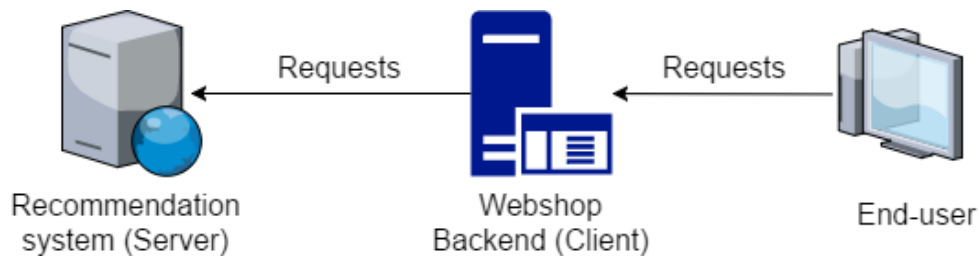 Requests
Requests
Recommendation
system (Server)
Webshop
Backend (Client)
End-user